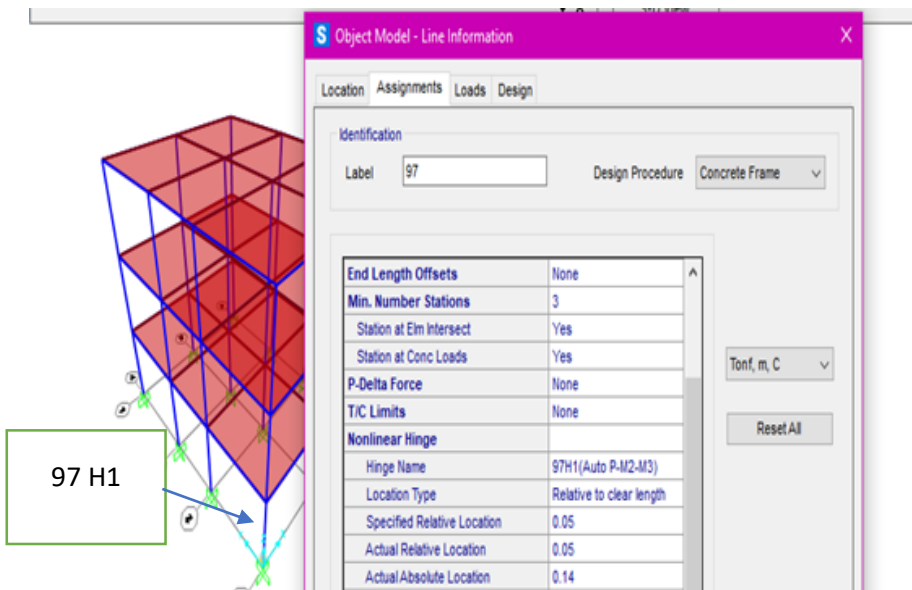 S Object Model - Line Information X
Location Assignments Loads Design
Identification
Label 97 Design Procedure Concrete Frame
End Length Offsets None
Min. Number Stations 3
Station at Elm Intersect Yes
Station at Conc Loads Yes
P-Delta Force None
T/C Limits None
Nonlinear Hinge
Hinge Name 97H1(Auto P-M2-M3)
Location Type Relative to clear length
Specified Relative Location 0.05
Actual Relative Location 0.05
Actual Absolute Location 0.14
Tonf, m, C
Reset All
97 H1